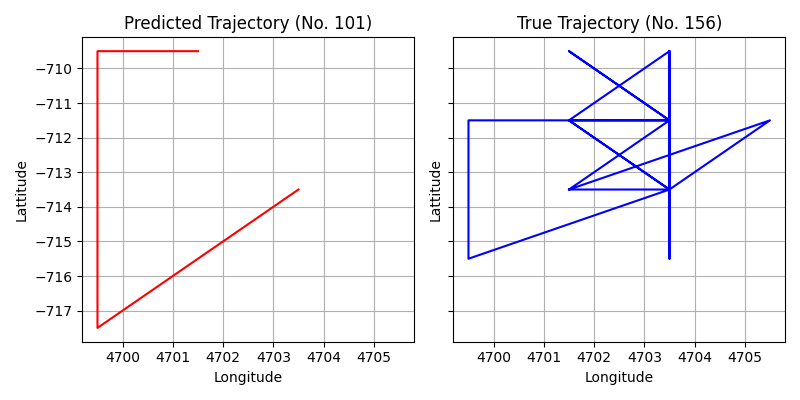 Predicted Trajectory (No. 101)
−710
−711
−712
−713
−714
−715
−716
−717
Lattitude
4700 4701 4702 4703 4704 4705
Longitude
True Trajectory (No. 156)
Lattitude
4700 4701 4702 4703 4704 4705
Longitude